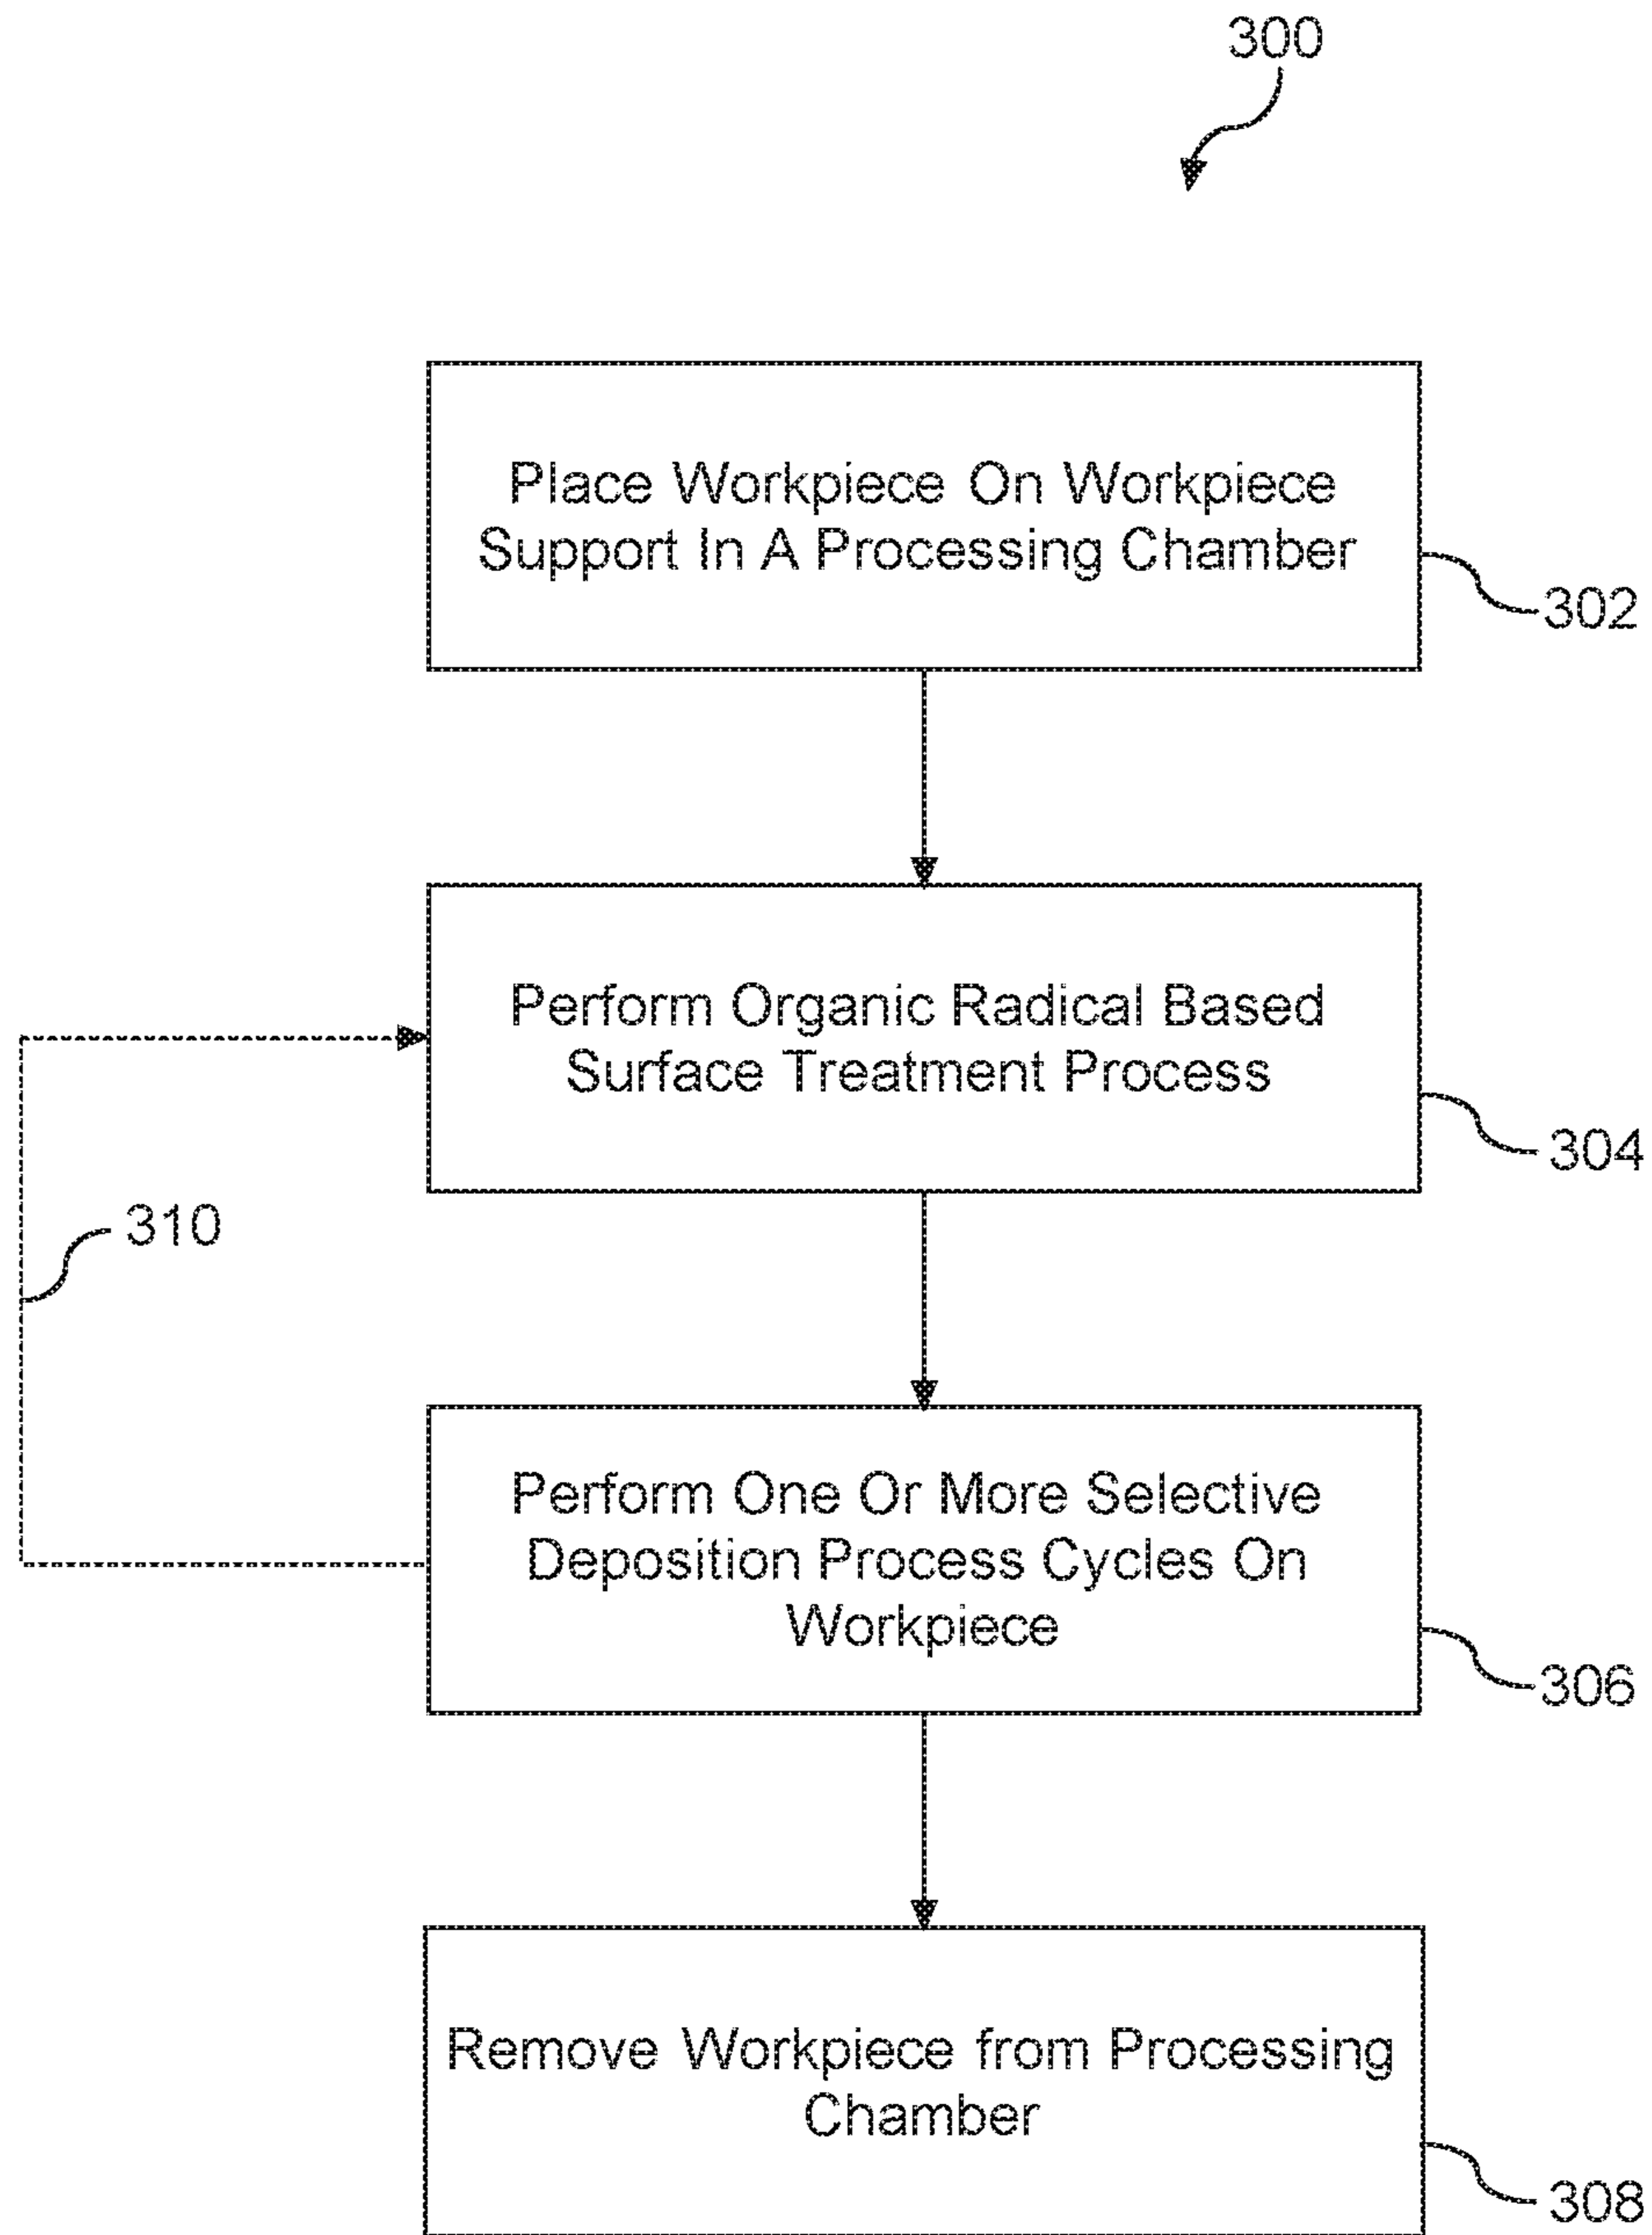 300
Place Workpiece On Workpiece
Support In A Processing Chamber
302
Perform Organic Radical Based
Surface Treatment Process
304
310
Perform One Or More Selective
Deposition Process Cycles On
Workpiece
306
Remove Workpiece from Processing
Chamber
308